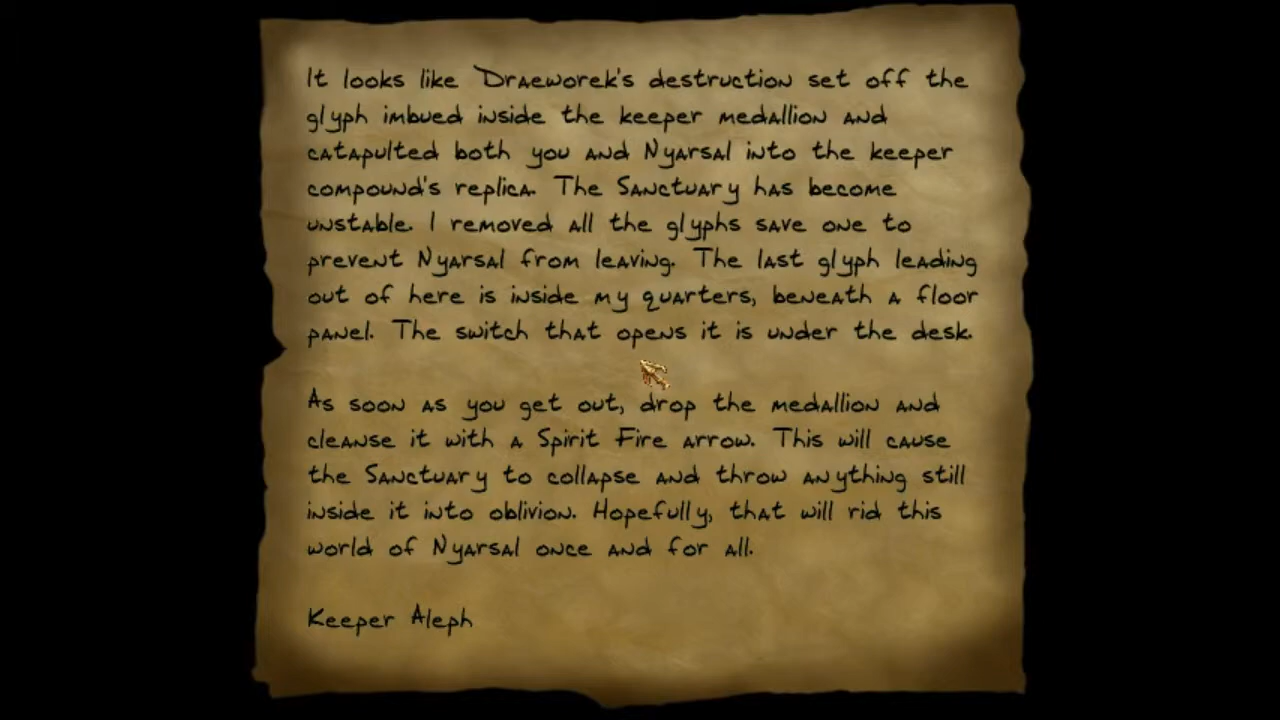 It looks like Draeworek's destruction set off the
glyph imbued inside the keeper medallion and
catapulted both you and Nyarsal into the keeper
compound's replica. The Sanctuary has become
unstable. I removed all the glyphs save one to
prevent Nyarsal from leaving. The last glyph leading
out of here is inside my quarters, beneath a floor
panel. The switch that opens it is under the desk.
As soon as you get out, drop the medallion and
cleanse it with a Spirit Fire arrow. This will cause
the Sanctuary to collapse and throw anything still
inside it into oblivion. Hopefully, that will rid this
world of Nyarsal once and for all.
Keeper Aleph